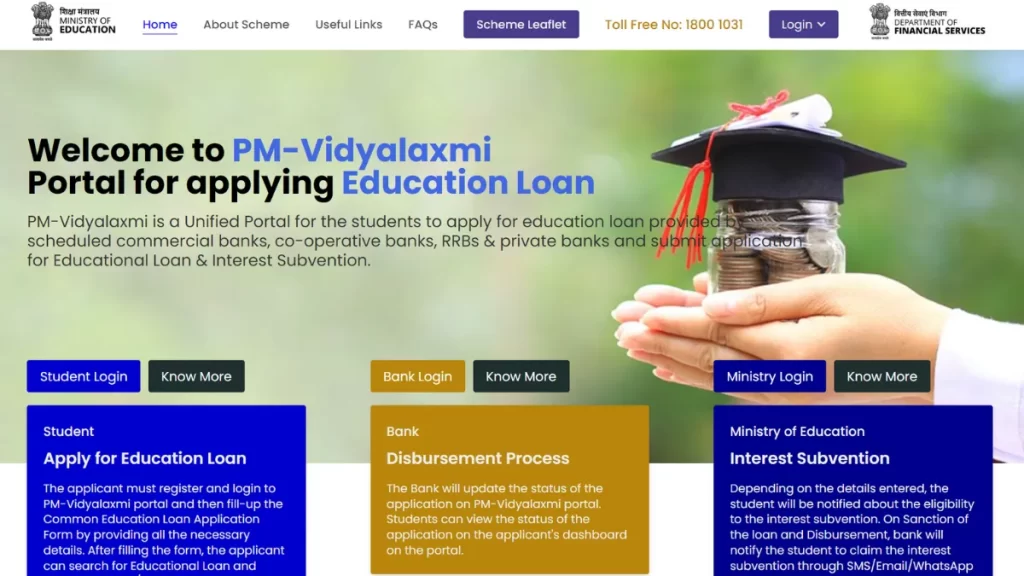 शिक्षा मंत्रालय
MINISTRY OF
EDUCATION
Home
About Scheme
Useful Links
FAQs
Scheme Leaflet
Toll Free No: 1800 1031
Login
वित्तीय सेवाएं विभाग
DEPARTMENT OF
FINANCIAL SERVICES
Welcome to PM-Vidyalaxmi
Portal for applying Education Loan
PM-Vidyalaxmi is a Unified Portal for the students to apply for education loan provided by
scheduled commercial banks, co-operative banks, RRBs & private banks and submit application
for Educational Loan & Interest Subvention.
Student Login
Know More
Bank Login
Know More
Ministry Login
Know More
Student
Apply for Education Loan
The applicant must register and login to
PM-Vidyalaxmi portal and then fill-up the
Common Education Loan Application
Form by providing all the necessary
details. After filling the form, the applicant
can search for Educational Loan and
Bank
Disbursement Process
The Bank will update the status of the
application on PM-Vidyalaxmi portal.
Students can view the status of the
application on the applicant's dashboard
on the portal.
Ministry of Education
Interest Subvention
Depending on the details entered, the
student will be notified about the eligibility
to the interest subvention. On Sanction of
the loan and Disbursement, bank will
notify the student to claim the interest
subvention through SMS/Email/WhatsApp